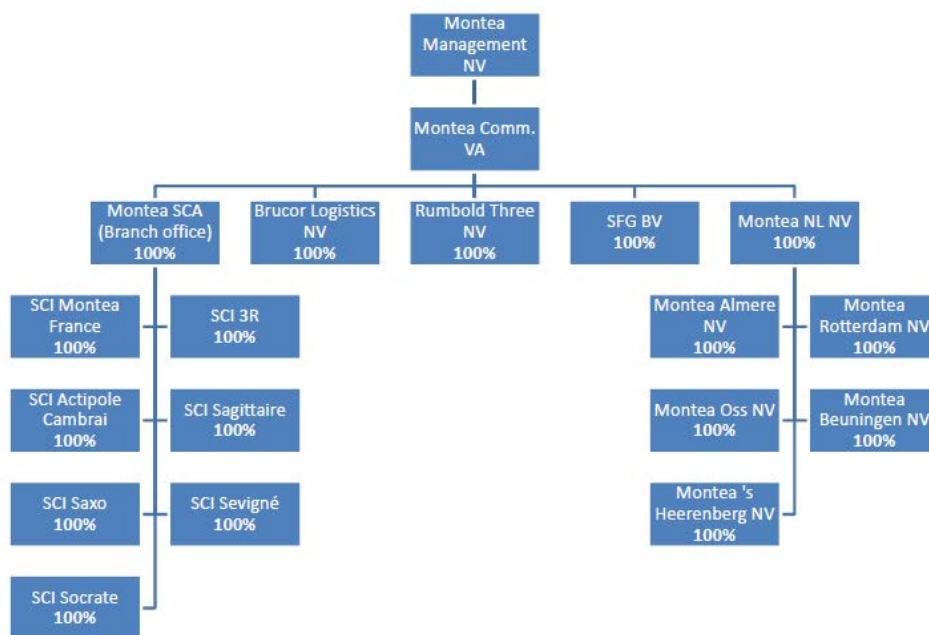 Montea
Management
NV
Montea Comm.
VA
Montea SCA
(Branch office)
100%
Brucor Logistics
NV
100%
Rumbold Three
NV
100%
SFG BV
100%
Montea NL NV
100%
SCI Montea
France
100%
SCI 3R
100%
Montea Almere
NV
100%
Montea
Rotterdam NV
100%
SCI Actipole
Cambrai
100%
SCI Sagittaire
100%
Montea Oss NV
100%
Montea
Beuningen NV
100%
SCI Saxo
100%
SCI Sevigné
100%
Montea 's
Heerenberg NV
100%
SCI Socrate
100%